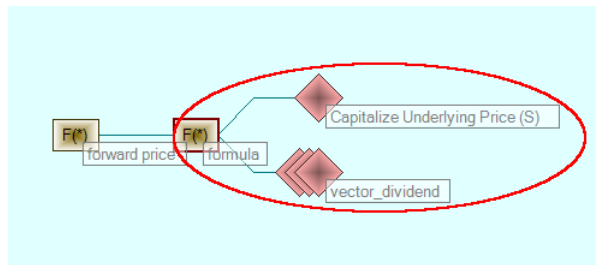 Capitalize Underlying Price (S)
F(*)
F(*)
forward price
formula
vector_dividend